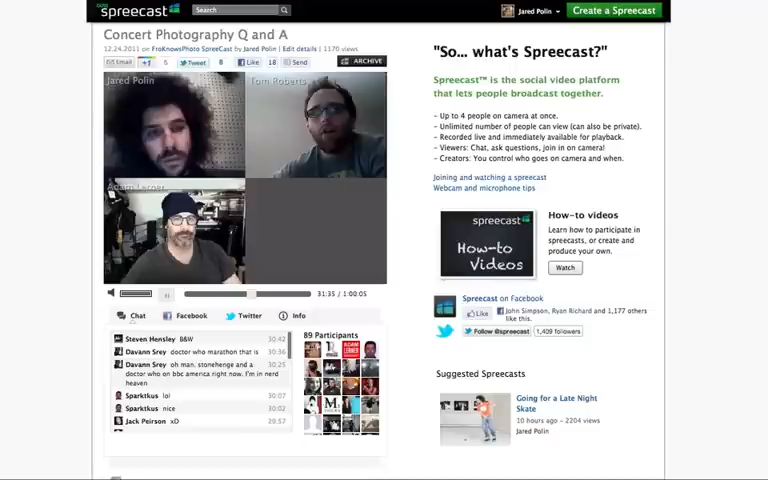 spreecast
Search
Jared Polin
Create a Spreecast
Concert Photography Q and A
12.24.2011 on FroKnowsPhoto SpreeCast by Jared Polin | Edit details | 1170 views
Email
+1
5
Tweet
8
Like
18
Send
ARCHIVE
Jared Polin
Tom Roberts
Adam Lerner
31:35 / 1:00:05
Chat
Facebook
Twitter
Info
Steven Hensley B&W 30:42
Davann Srey doctor who marathon that is 30:36
Davann Srey oh man. stonehenge and a 30:25
doctor who on bbc america right now. I'm in nerd
heaven
Sparktkus lol 30:07
Sparktkus nice 30:02
Jack Peirson xD 29:57
89 Participants
"So... what's Spreecast?"
Spreecast™ is the social video platform
that lets people broadcast together.
- Up to 4 people on camera at once.
- Unlimited number of people can view (can also be private).
- Recorded live and immediately available for playback.
- Viewers: Chat, ask questions, join in on camera!
- Creators: You control who goes on camera and when.
Joining and watching a spreecast
Webcam and microphone tips
spreecast
How-to
Videos
How-to videos
Learn how to participate in
spreecasts, or create and
produce your own.
Watch
Spreecast on Facebook
Like
John Simpson, Ryan Richard and 1,177 others
like this.
Follow @spreecast
1,409 followers
Suggested Spreecasts
Going for a Late Night
Skate
10 hours ago - 2204 views
Jared Polin